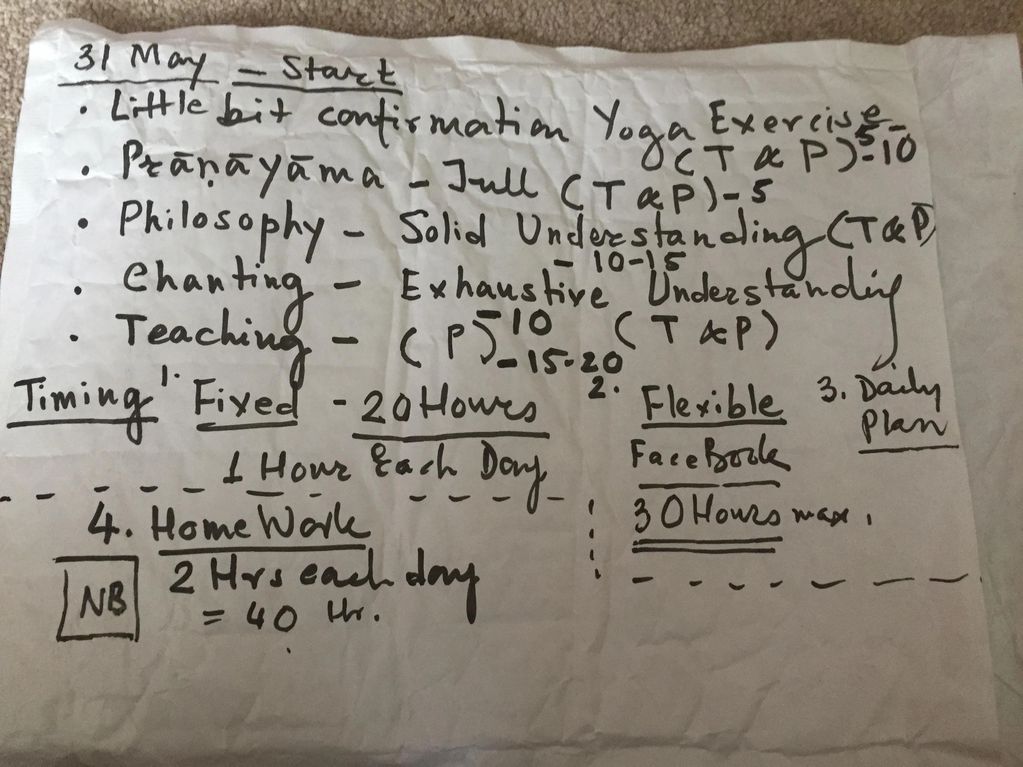 31 May – Start
• Little bit confirmation Yoga Exercise
(T & P) 5-10
• Prāṇāyāma – Full (T & P) - 5
• Philosophy – Solid Understanding (T & P)
- 10-15
• Chanting – Exhaustive Understanding
- 10 (T & P)
• Teaching – (P) - 15-20
Timing 1. Fixed - 20 Hours
1 Hour Each Day
2. Flexible
FaceBook
30 Hours max.
3. Daily
Plan
4. Home Work
2 Hrs each day
= 40 Hr.
NB